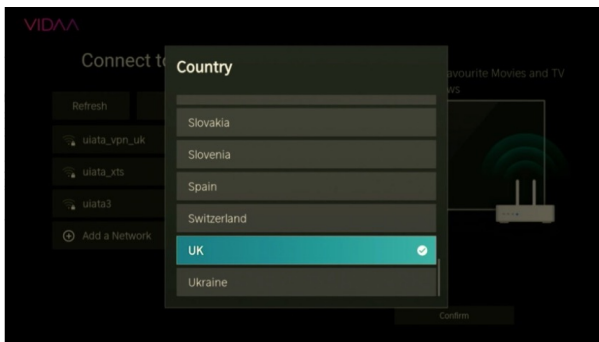 VIDAA
Connect to
Country
avourite Movies and TV
ws
Refresh
Slovakia
uiata_vpn_uk
Slovenia
uiata_xts
Spain
uiata3
Switzerland
Add a Network
UK
Ukraine
Confirm